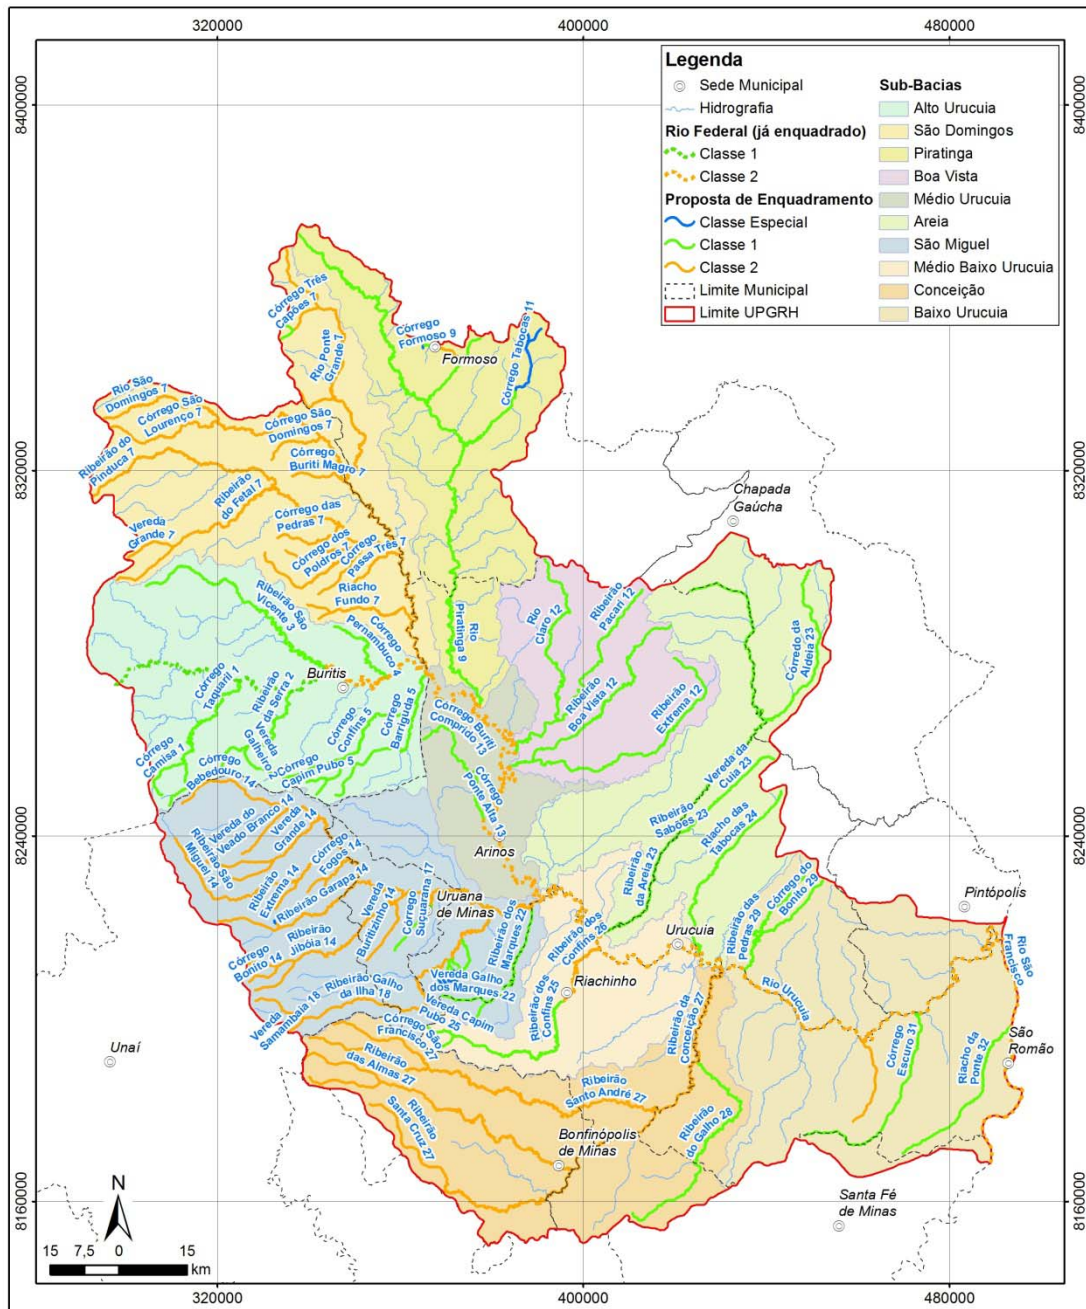 320000
400000
480000
Legenda
Sede Municipal
Hidrografia
Rio Federal (já enquadrado)
Classe 1
Classe 2
Proposta de Enquadramento
Classe Especial
Classe 1
Classe 2
Limite Municipal
Limite UPGRH
Sub-Bacias
Alto Urucuia
São Domingos
Piratinga
Boa Vista
Médio Urucuia
Areia
São Miguel
Médio Baixo Urucuia
Conceição
Baixo Urucuia
8400000
8400000
Córrego Três
Capões 7
Rio Ponte
Grande 7
Córrego
Formoso 9
Formoso
Córrego Tabocas 11
Rio São
Domingos 7
Córrego São
Lourenço 7
Córrego São
Domingos 7
Ribeirão do
Pinduca 7
Córrego
Buriti Magro 7
8320000
8320000
Ribeirão
do Fetal 7
Chapada
Gaúcha
Vereda
Grande 7
Córrego das
Pedras 7
Córrego dos
Poldros 7
Córrego
Passa Três 7
Riacho
Fundo 7
Ribeirão São
Vicente 3
Córrego
Pernambuco 4
Rio
Piratinga 9
Rio
Claro 12
Ribeirão
Pacari 12
Córredo da
Aldeia 23
Buritis
Córrego
Taquaril 1
Ribeirão
da Serra 2
Vereda
Galheiro 2
Córrego
Confins 5
Córrego
Barriguda 5
Córrego Buriti
Comprido 13
Ribeirão
Boa Vista 12
Ribeirão
Extrema 12
Córrego
Camisa 1
Córrego
Bebedouro 14
Córrego
Capim Pubo 5
Córrego
Ponte Alta 13
Vereda da
Cuia 23
Ribeirão
Sabões 23
Riacho das
Tabocas 24
8240000
8240000
Vereda do
Veado Branco 14
Vereda
Grande 14
Ribeirão São
Miguel 14
Ribeirão
Extrema 14
Córrego
Fogos 14
Arinos
Ribeirão Garapa 14
Vereda
Buritizinho 14
Córrego
Suçuarana 17
Uruana
de Minas
Ribeirão
da Areia 23
Ribeirão dos
Marques 22
Ribeirão dos
Confins 26
Urucuia
Ribeirão das
Pedras 29
Córrego do
Bonito 29
Pintópolis
Córrego
Bonito 14
Ribeirão
Jibóia 14
Vereda Galho
dos Marques 22
Ribeirão dos
Confins 25
Riachinho
Rio Urucuia
Rio São
Francisco
Vereda
Samambaia 18
Ribeirão Galho
da Ilha 18
Vereda Capim
Pubo 25
Córrego São
Francisco 27
Ribeirão da
Conceição 27
Córrego
Escuro 31
Riacho da
Ponte 32
São
Romão
Unaí
Ribeirão
das Almas 27
Ribeirão
Santo André 27
Ribeirão
Santa Cruz 27
Ribeirão
do Galho 28
Bonfinópolis
de Minas
Santa Fé
de Minas
8160000
8160000
N
15 7,5 0 15
km
320000
400000
480000